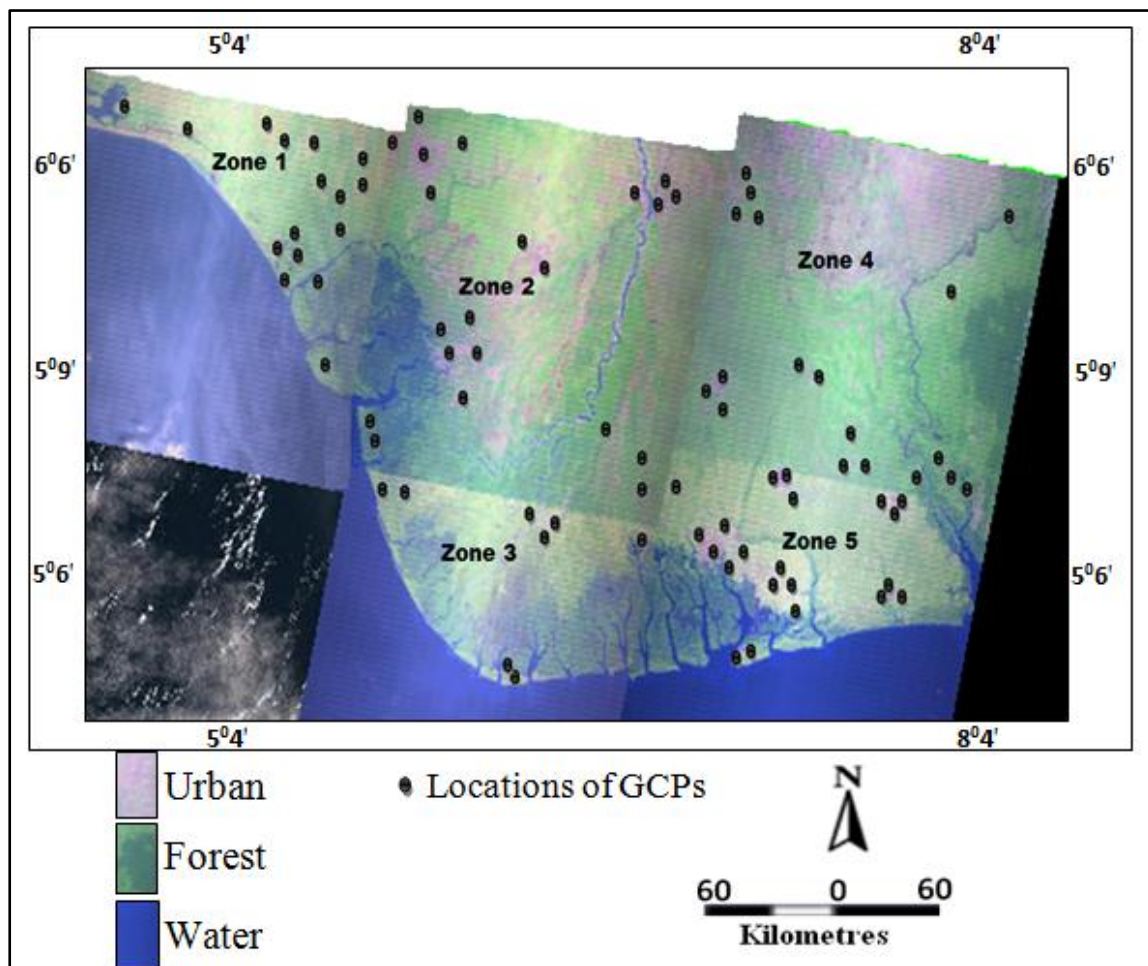 5⁰4' 8⁰4'
6⁰6' Zone 1 6⁰6'
Zone 4
Zone 2
5⁰9' 5⁰9'
Zone 3 Zone 5
5⁰6' 5⁰6'
5⁰4' 8⁰4'
Urban Locations of GCPs
N
Forest
60 0 60
Kilometres
Water